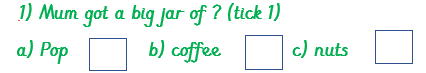 1) Mum got a big jar of ? (tick 1)
a) Pop b) coffee c) nuts